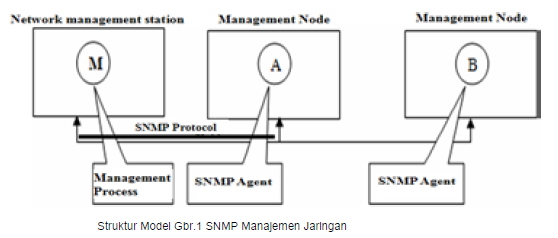 Network management station
Management Node
Management Node
M
A
B
SNMP Protocol
Management
Process
SNMP Agent
SNMP Agent
Struktur Model Gbr.1 SNMP Manajemen Jaringan